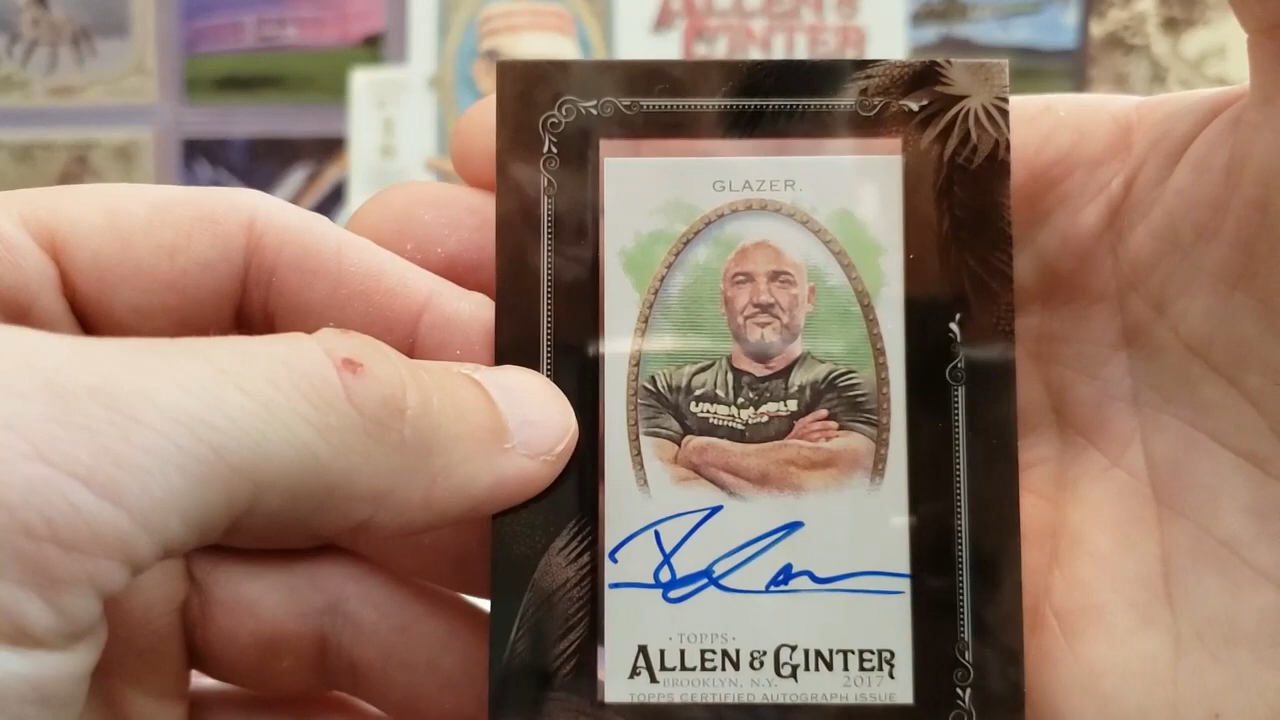 ALLEN &
GINTER
GLAZER.
UNBREAKABLE
· TOPPS ·
ALLEN & GINTER
BROOKLYN, N.Y. 2017
TOPPS CERTIFIED AUTOGRAPH ISSUE